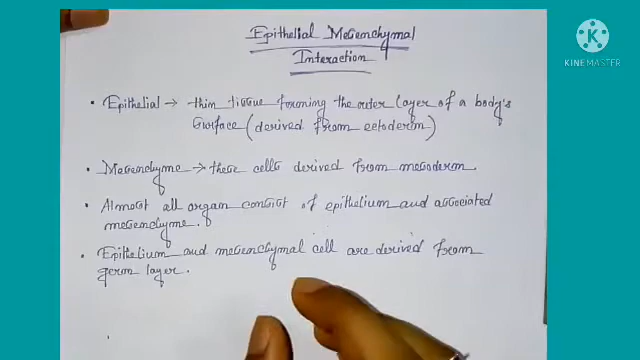 Epithelial Mesenchymal
Interaction
• Epithelial → thin tissue forming the outer layer of a body's
surface (derived from ectoderm)
• Mesenchyme → these cells derived from mesoderm.
• Almost all organ consist of epithelium and associated
mesenchyme.
• Epithelium and mesenchymal cell are derived from
germ layer.
K
KINEMASTER